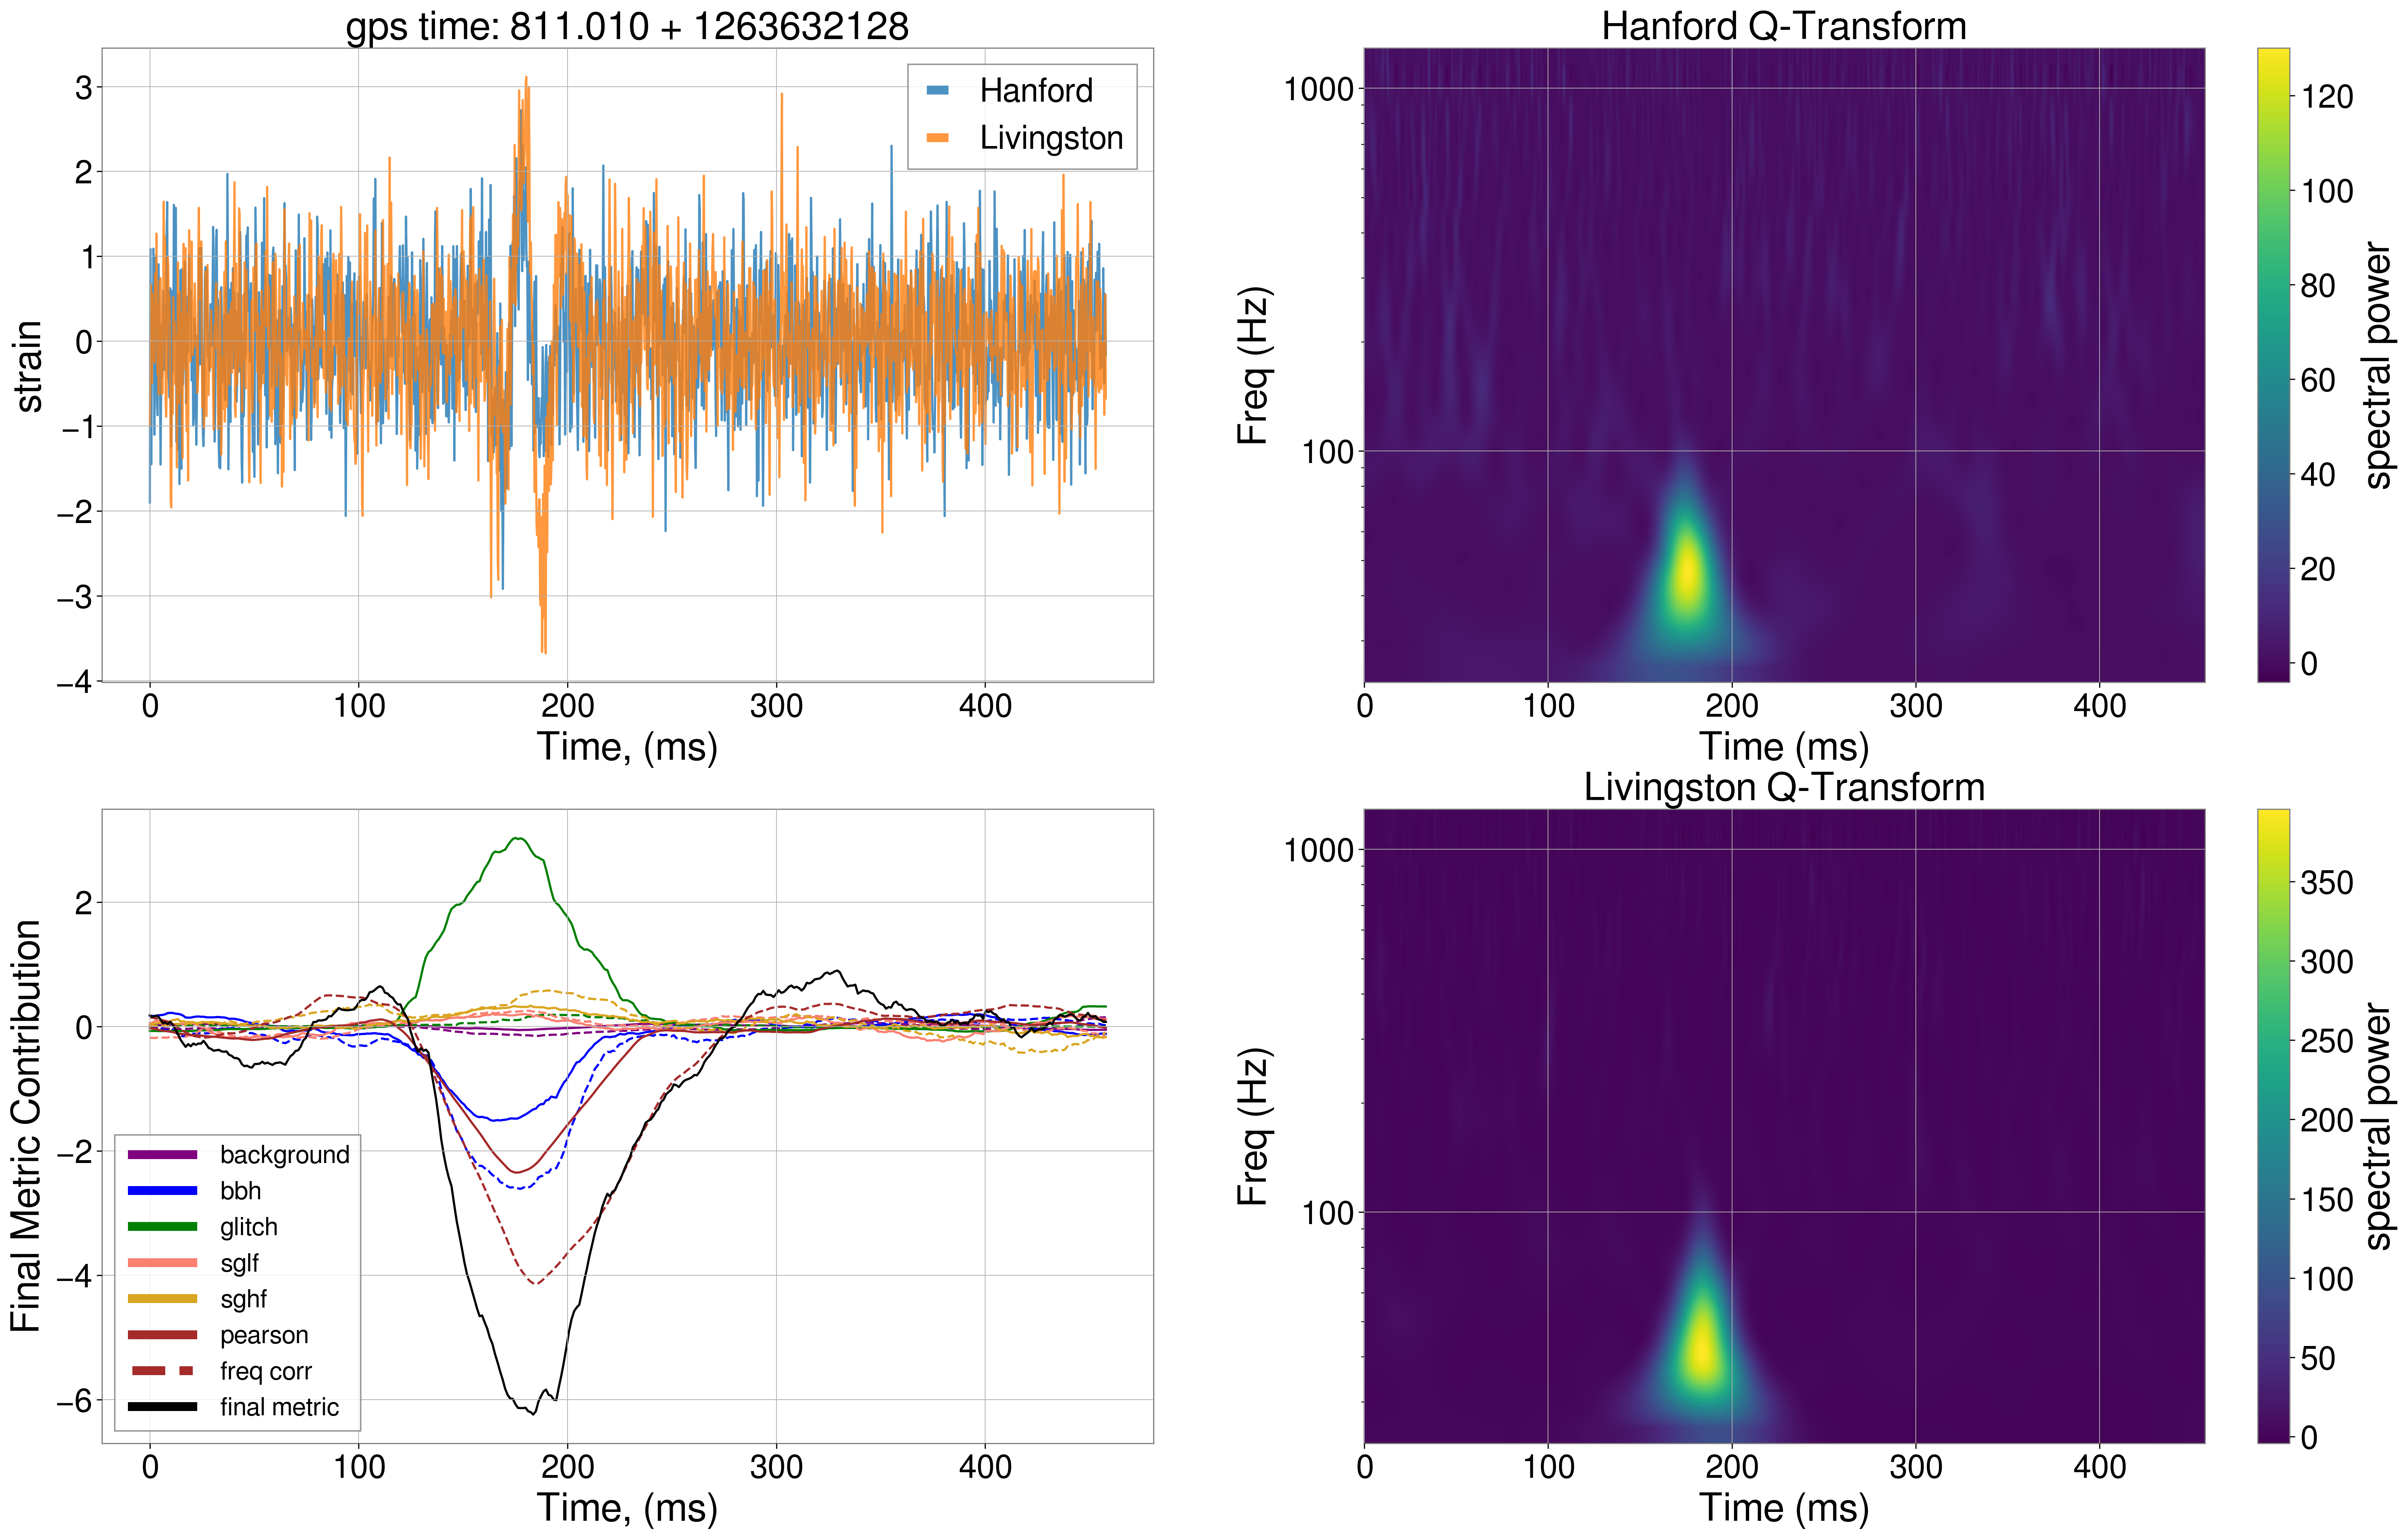 gps time: 811.010 + 1263632128
strain
3
2
1
0
−1
−2
−3
−4
Hanford
Livingston
0 100 200 300 400
Time, (ms)
Hanford Q-Transform
Freq (Hz)
1000
100
0 100 200 300 400
Time (ms)
120
100
80
60
40
20
0
spectral power
Final Metric Contribution
2
0
−2
−4
−6
background
bbh
glitch
sglf
sghf
pearson
freq corr
final metric
0 100 200 300 400
Time, (ms)
Livingston Q-Transform
Freq (Hz)
1000
100
0 100 200 300 400
Time (ms)
350
300
250
200
150
100
50
0
spectral power